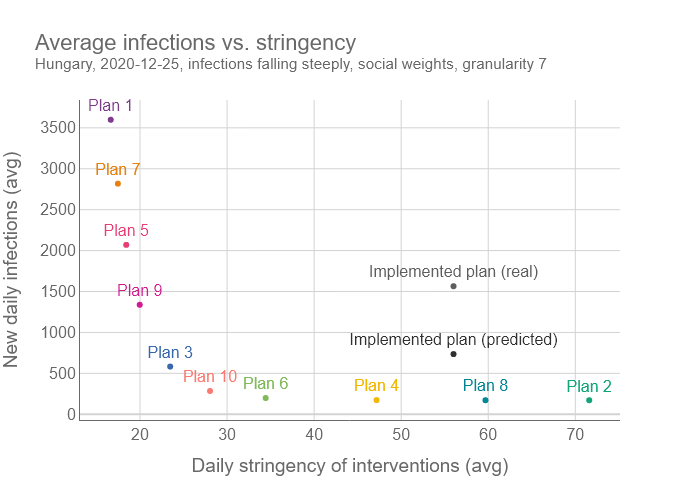 Average infections vs. stringency
Hungary, 2020-12-25, infections falling steeply, social weights, granularity 7
New daily infections (avg)
3500
3000
2500
2000
1500
1000
500
0
Plan 1
Plan 7
Plan 5
Plan 9
Plan 3
Plan 10
Plan 6
Implemented plan (real)
Implemented plan (predicted)
Plan 4
Plan 8
Plan 2
20
30
40
50
60
70
Daily stringency of interventions (avg)